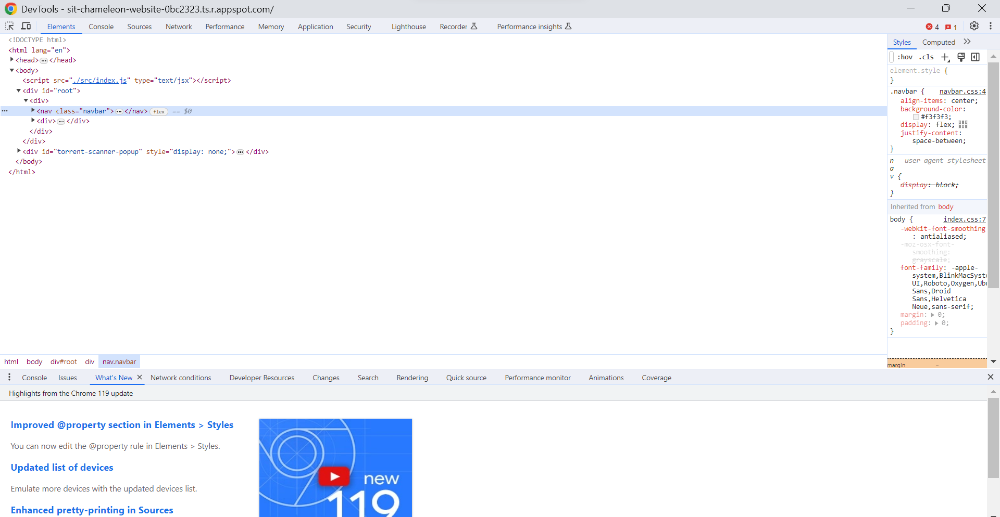 DevTools - sit-chameleon-website-0bc2323.ts.r.appspot.com/
Elements Console Sources Network Performance Memory Application Security Lighthouse Recorder Performance insights 4 1
<!DOCTYPE html>
<html lang="en">
<head>…</head>
<body>
<script src="./src/index.js" type="text/jsx"></script>
<div id="root">
<div>
<nav class="navbar">…</nav> flex == $0
<div>…</div>
</div>
</div>
<div id="torrent-scanner-popup" style="display: none;">…</div>
</body>
</html>
html body div#root div nav.navbar
Styles Computed
:hov .cls
element.style {
}
.navbar { navbar.css:4
align-items: center;
background-color:
#f3f3f3;
display: flex;
justify-content:
space-between;
}
n user agent stylesheet
a
v {
display: block;
}
Inherited from body
body { index.css:7
-webkit-font-smoothing
: antialiased;
-moz-osx-font-
smoothing:
grayscale;
font-family: -apple-
system,BlinkMacSyste
UI,Roboto,Oxygen,Ubu
Sans,Droid
Sans,Helvetica
Neue,sans-serif;
margin: 0;
padding: 0;
}
margin –
Console Issues What's New Network conditions Developer Resources Changes Search Rendering Quick source Performance monitor Animations Coverage
Highlights from the Chrome 119 update
Improved @property section in Elements > Styles
You can now edit the @property rule in Elements > Styles.
Updated list of devices
Emulate more devices with the updated devices list.
Enhanced pretty-printing in Sources
new
119